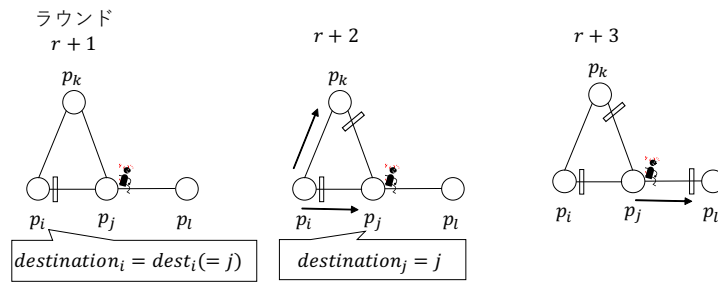 ラウンド
r + 1
r + 2
r + 3
p_k
p_k
p_k
p_i p_j p_l
p_i p_j p_l
p_i p_j p_l
destination_i = dest_i(= j)
destination_j = j